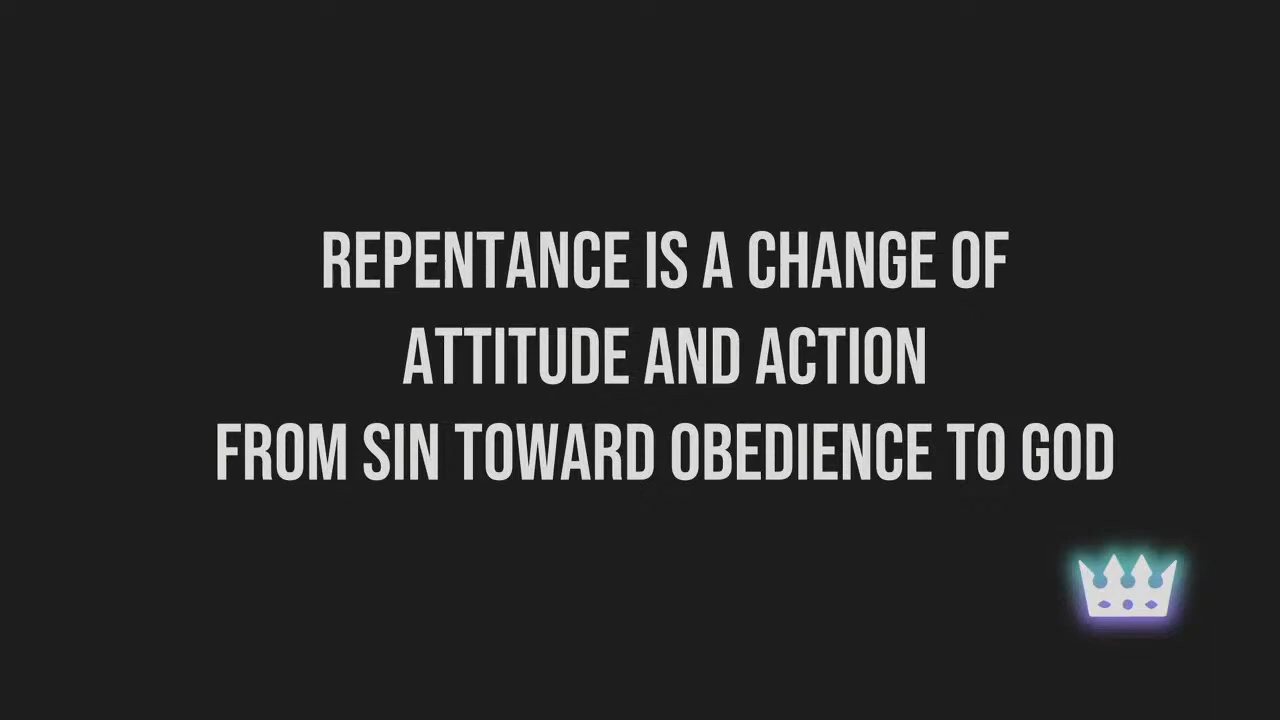 REPENTANCE IS A CHANGE OF
ATTITUDE AND ACTION
FROM SIN TOWARD OBEDIENCE TO GOD